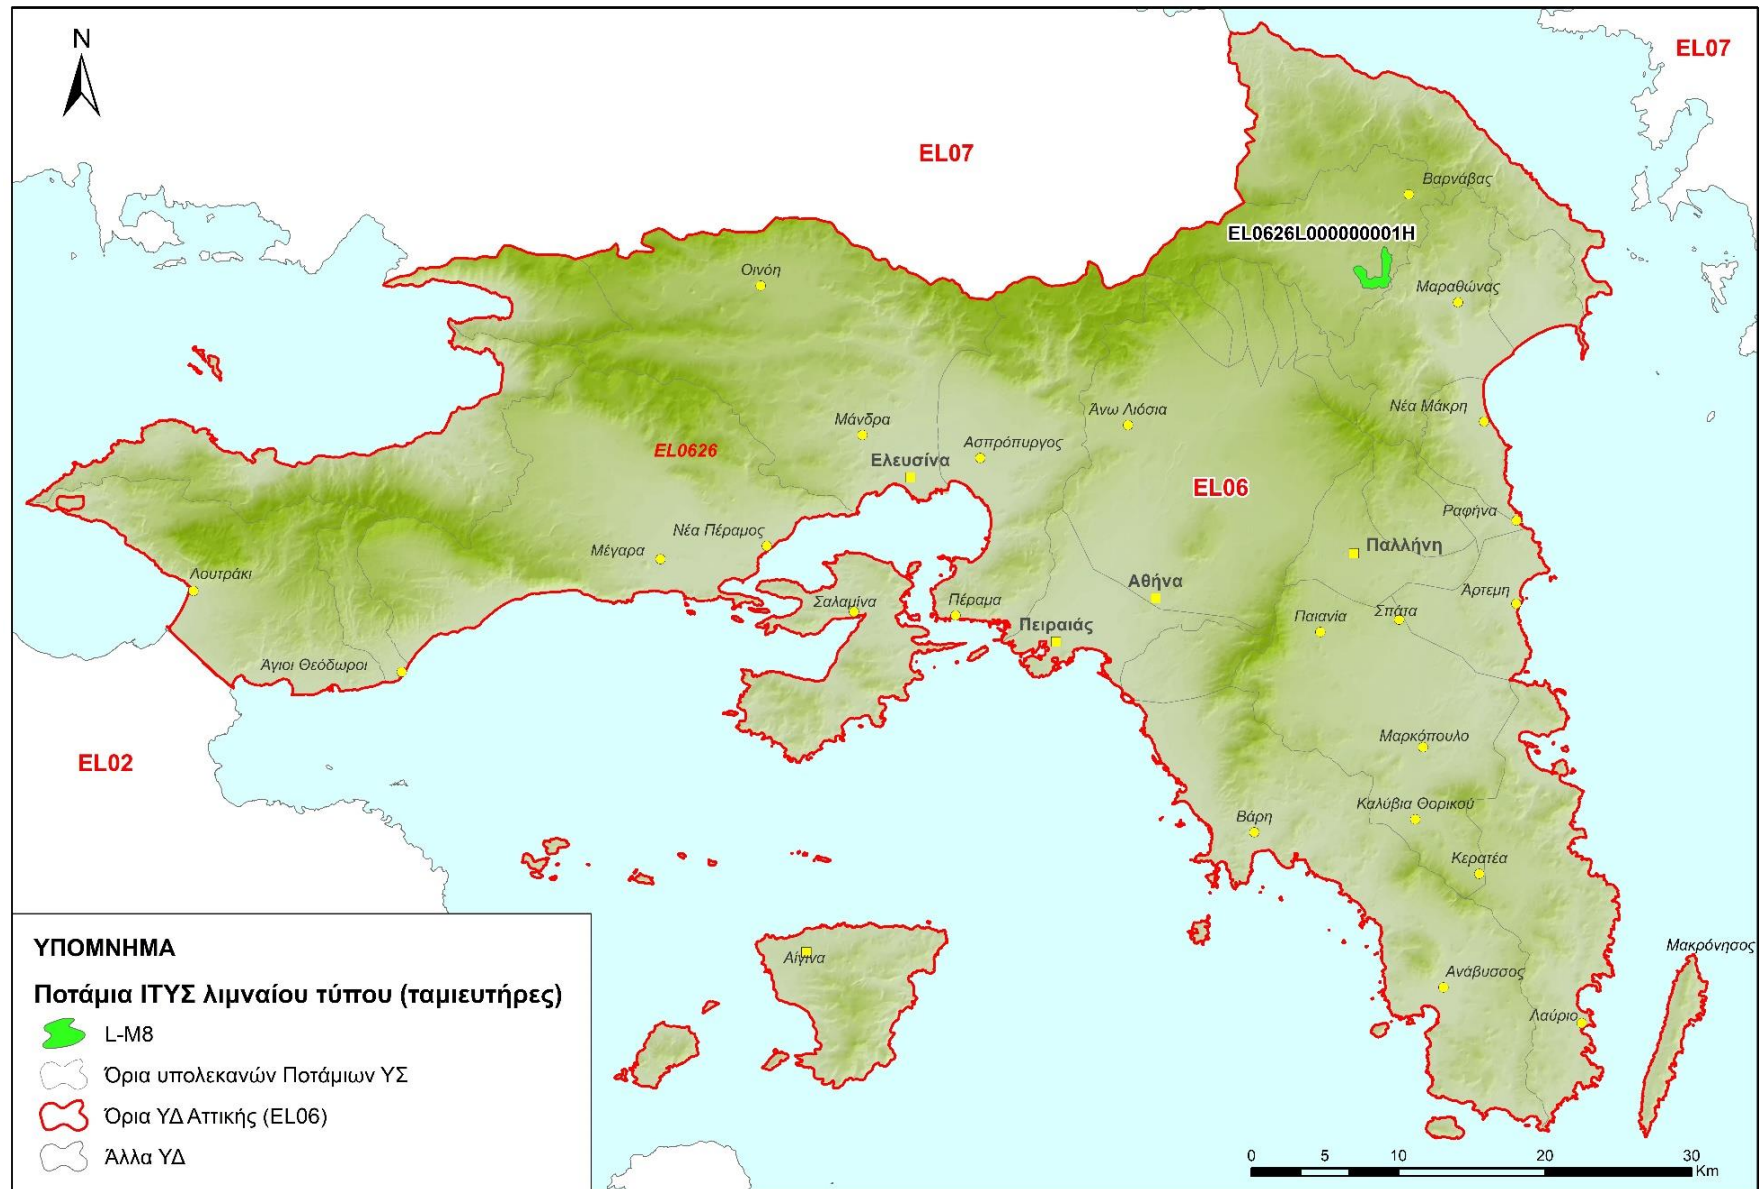 N
EL07
EL07
Βαρνάβας
EL0626L000000001H
Οινόη
Μαραθώνας
Μάνδρα
Άνω Λιόσια
Νέα Μάκρη
Ασπρόπυργος
EL0626
Ελευσίνα
EL06
Ραφήνα
Νέα Πέραμος
Μέγαρα
Παλλήνη
Λουτράκι
Αθήνα
Άρτεμη
Σαλαμίνα
Πέραμα
Παιανία
Σπάτα
Πειραιάς
Άγιοι Θεόδωροι
Μαρκόπουλο
EL02
Καλύβια Θορικού
Βάρη
Κερατέα
Μακρόνησος
Αίγινα
Ανάβυσσος
Λαύριο
ΥΠΟΜΝΗΜΑ
Ποτάμια ΙΤΥΣ λιμναίου τύπου (ταμιευτήρες)
L-M8
Όρια υπολεκανών Ποτάμιων ΥΣ
Όρια ΥΔ Αττικής (EL06)
Άλλα ΥΔ
0 5 10 20 30
Km